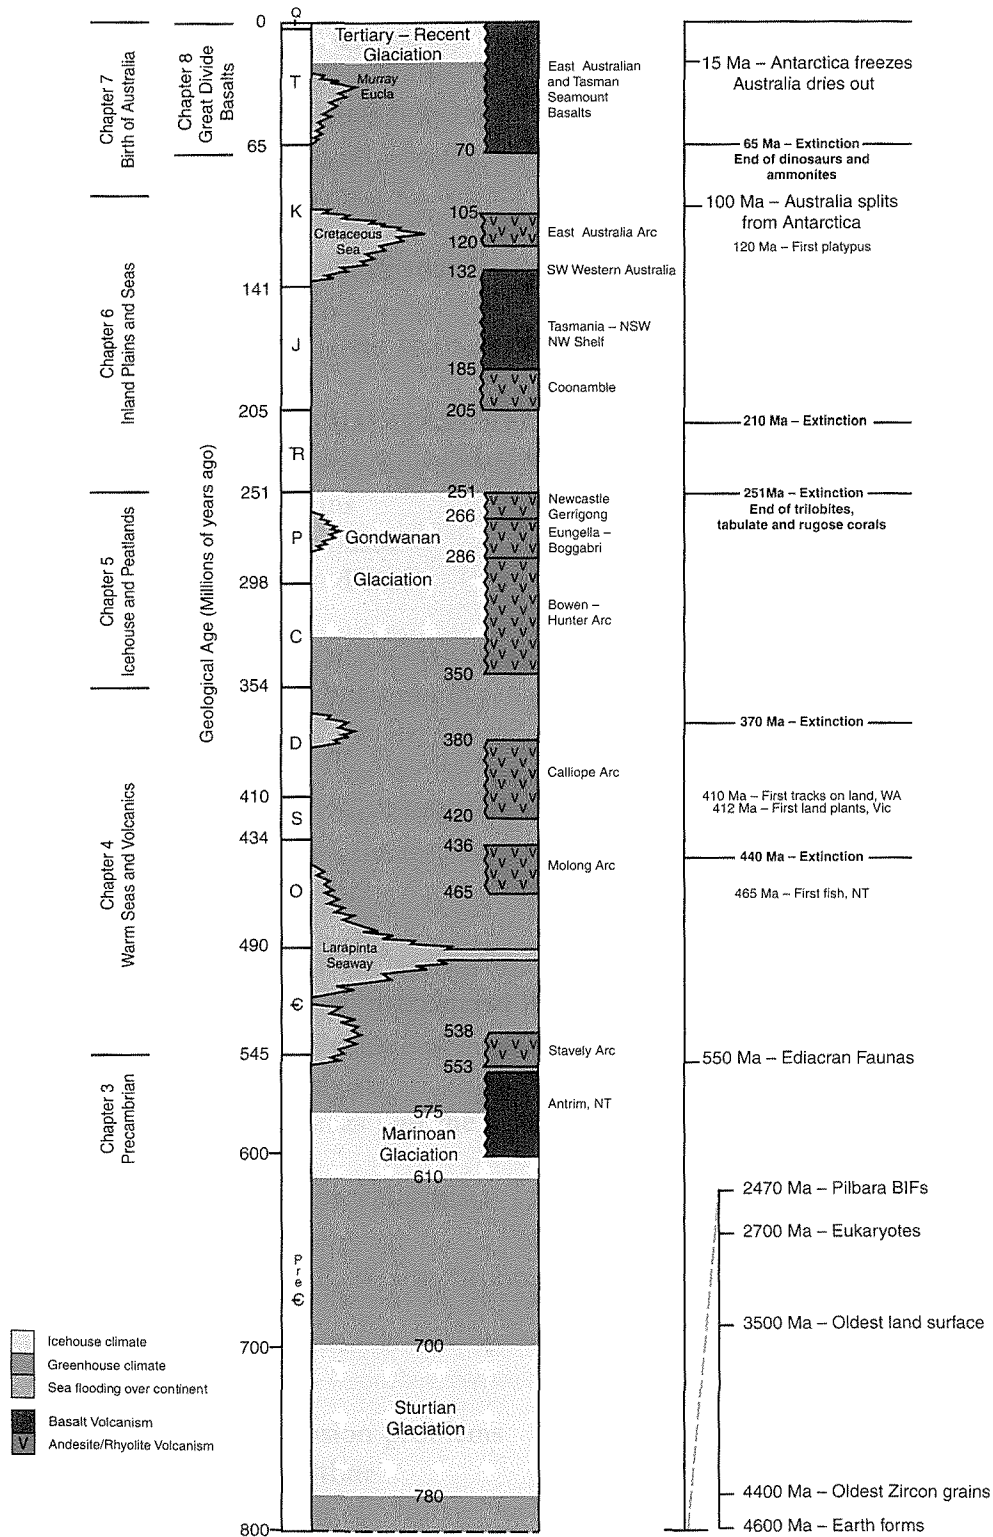 Chapter 7
Birth of Australia
Chapter 8
Great Divide
Basalts
Chapter 6
Inland Plains and Seas
Chapter 5
Icehouse and Peatlands
Chapter 4
Warm Seas and Volcanics
Chapter 3
Precambrian
Geological Age (Millions of years ago)
0
65
141
205
251
298
354
410
434
490
545
600
700
800
Q
T
K
J
TR
P
C
D
S
O
Є
Pre
Є
Tertiary – Recent
Glaciation
Murray
Eucla
Cretaceous
Sea
Gondwanan
Glaciation
Larapinta
Seaway
575
Marinoan
Glaciation
610
700
Sturtian
Glaciation
780
70
105
120
132
185
205
251
266
286
350
380
420
436
465
538
553
East Australian
and Tasman
Seamount
Basalts
East Australia Arc
SW Western Australia
Tasmania – NSW
NW Shelf
Coonamble
Newcastle
Gerrigong
Eungella –
Boggabri
Bowen –
Hunter Arc
Calliope Arc
Molong Arc
Stavely Arc
Antrim, NT
15 Ma – Antarctica freezes
Australia dries out
65 Ma – Extinction
End of dinosaurs and
ammonites
100 Ma – Australia splits
from Antarctica
120 Ma – First platypus
210 Ma – Extinction
251Ma – Extinction
End of trilobites,
tabulate and rugose corals
370 Ma – Extinction
410 Ma – First tracks on land, WA
412 Ma – First land plants, Vic
440 Ma – Extinction
465 Ma – First fish, NT
550 Ma – Ediacran Faunas
2470 Ma – Pilbara BIFs
2700 Ma – Eukaryotes
3500 Ma – Oldest land surface
4400 Ma – Oldest Zircon grains
4600 Ma – Earth forms
Icehouse climate
Greenhouse climate
Sea flooding over continent
Basalt Volcanism
V Andesite/Rhyolite Volcanism